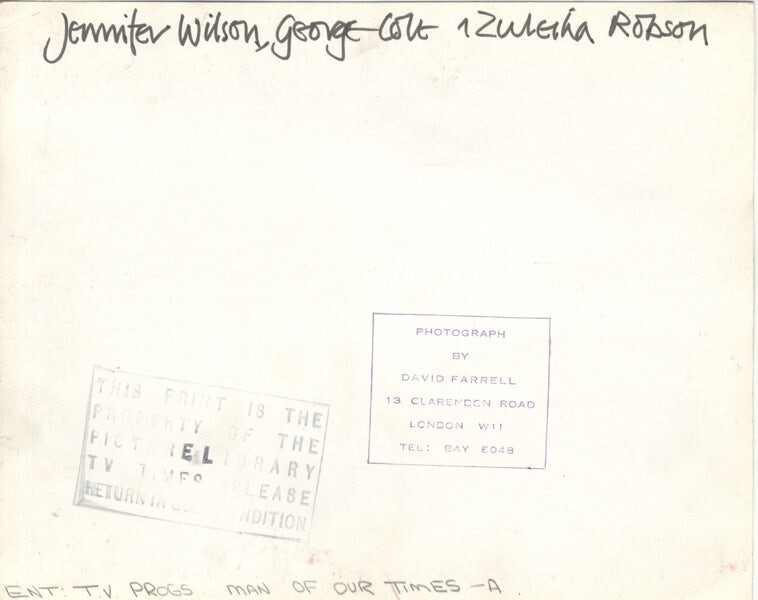 Jennifer Wilson, George Cole + Zuleika Robson
PHOTOGRAPH
BY
DAVID FARRELL
13 CLARENDON ROAD
LONDON W11
TEL: BAY 6048
THIS PRINT IS THE
PROPERTY OF THE
PICTURE LIBRARY
TV TIMES PLEASE
RETURN IN GOOD CONDITION
ENT: T.V. PROGS MAN OF OUR TIMES -A